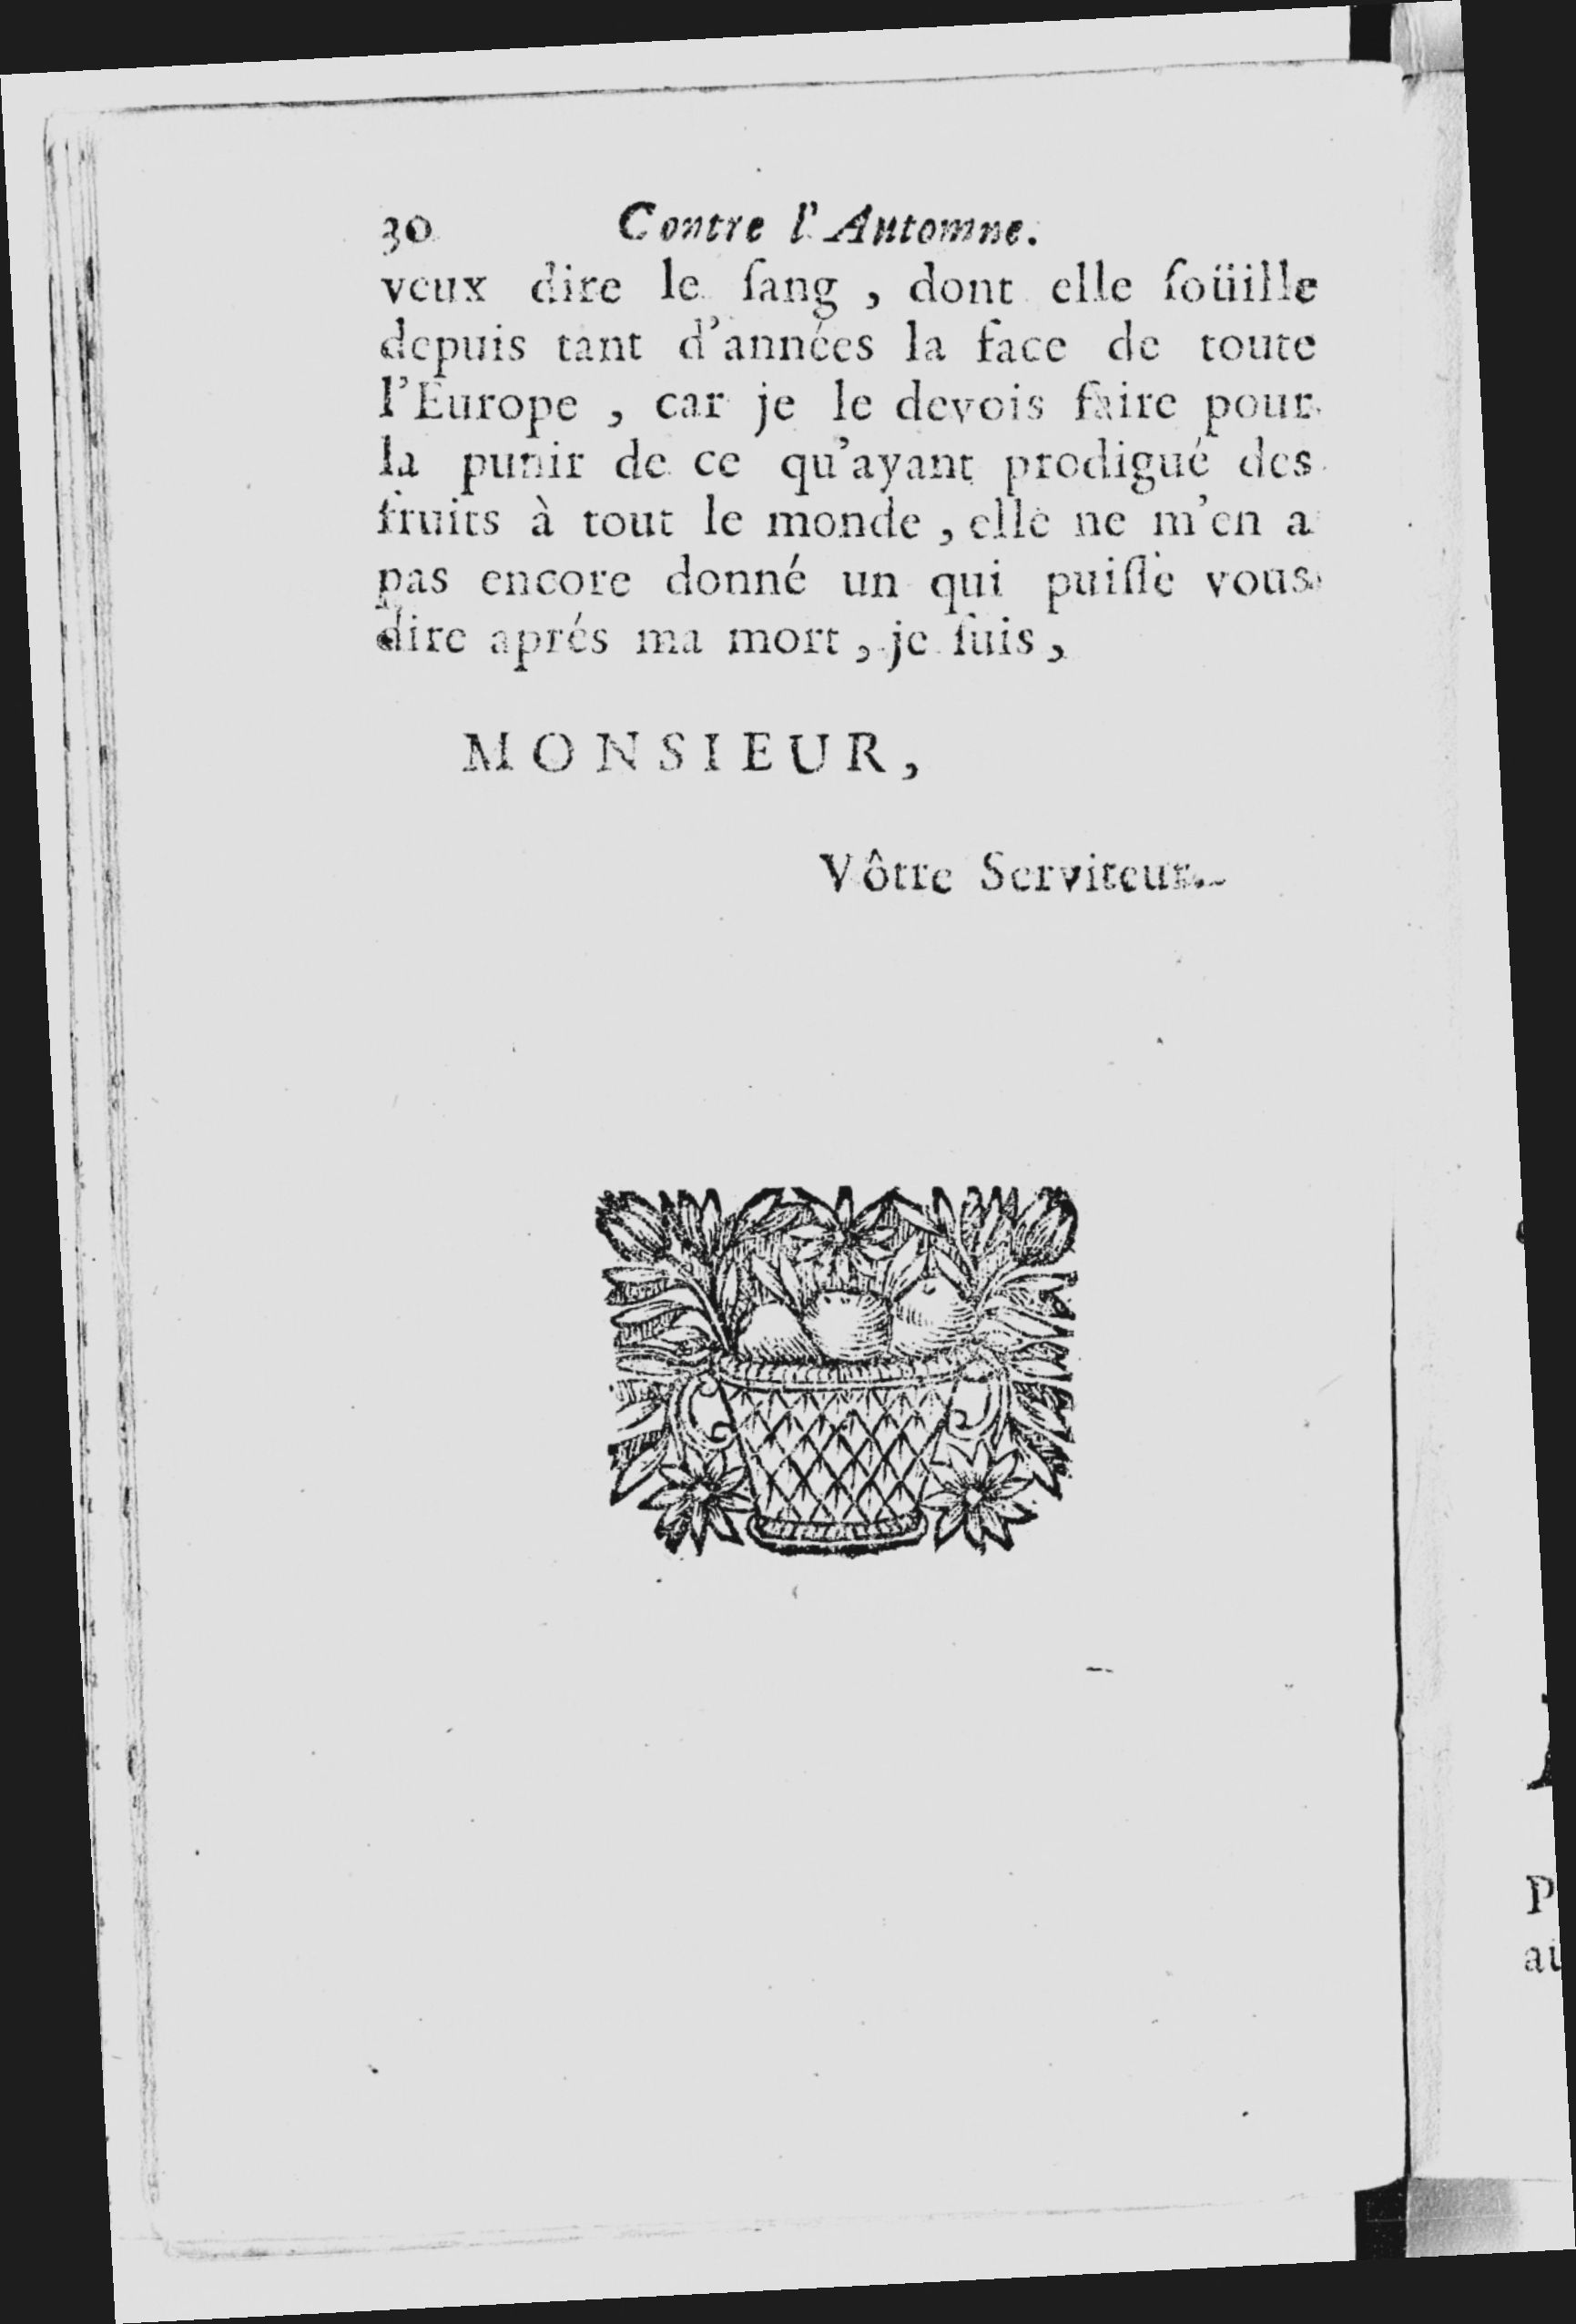 30 Contre l'Automne.
veux dire le ſang , dont elle ſoüille
depuis tant d'années la face de toute
l'Europe , car je le devois faire pour
la punir de ce qu'ayant prodigué des
fruits à tout le monde , elle ne m'en a
pas encore donné un qui puiſſe vous
dire aprés ma mort , je ſuis ,
MONSIEUR,
Vôtre Serviteur.
P
au